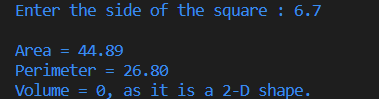 Enter the side of the square : 6.7
Area = 44.89
Perimeter = 26.80
Volume = 0, as it is a 2-D shape.